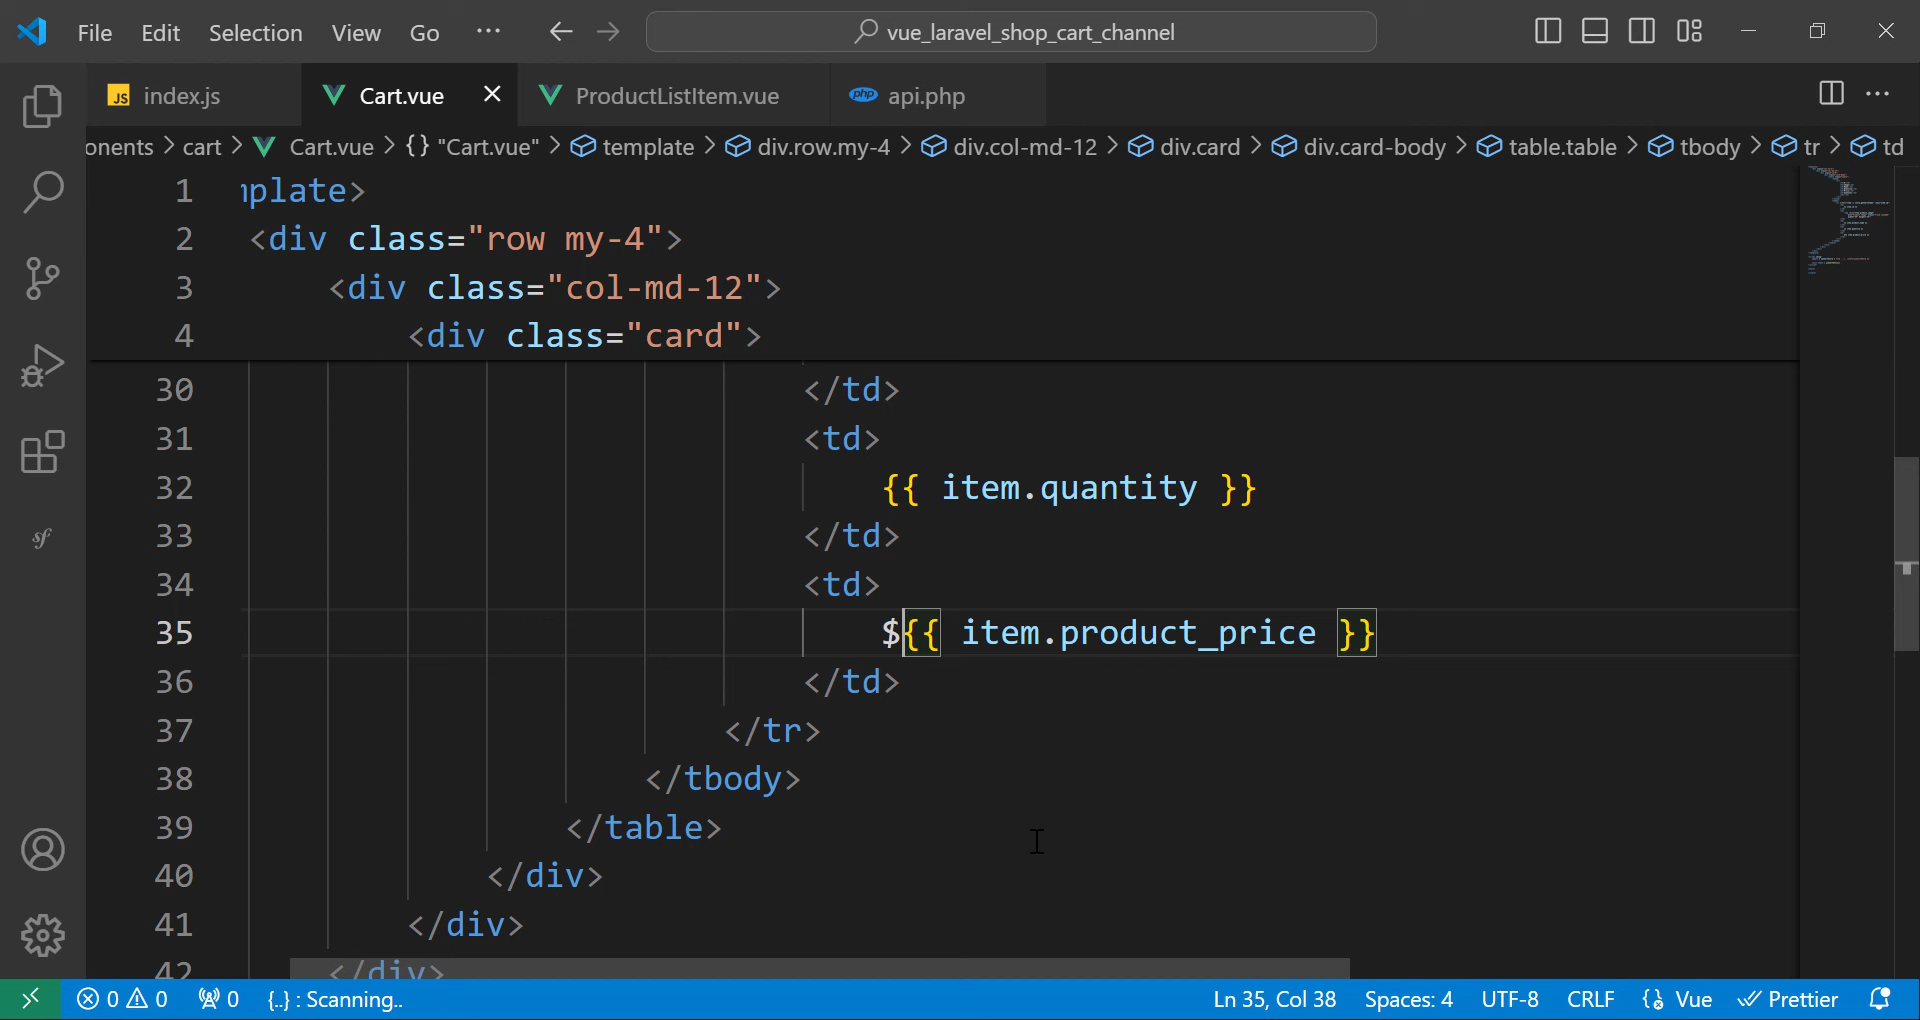 File Edit Selection View Go ··· vue_laravel_shop_cart_channel
JS index.js Cart.vue ProductListItem.vue php api.php
onents > cart > Cart.vue > {} "Cart.vue" > template > div.row.my-4 > div.col-md-12 > div.card > div.card-body > table.table > tbody > tr > td
1 mplate>
2 <div class="row my-4">
3 <div class="col-md-12">
4 <div class="card">
30 </td>
31 <td>
32 {{ item.quantity }}
33 </td>
34 <td>
35 ${{ item.product_price }}
36 </td>
37 </tr>
38 </tbody>
39 </table>
40 </div>
41 </div>
42 </div>
sf
0 0 0 {..} : Scanning.. Ln 35, Col 38 Spaces: 4 UTF-8 CRLF Vue Prettier